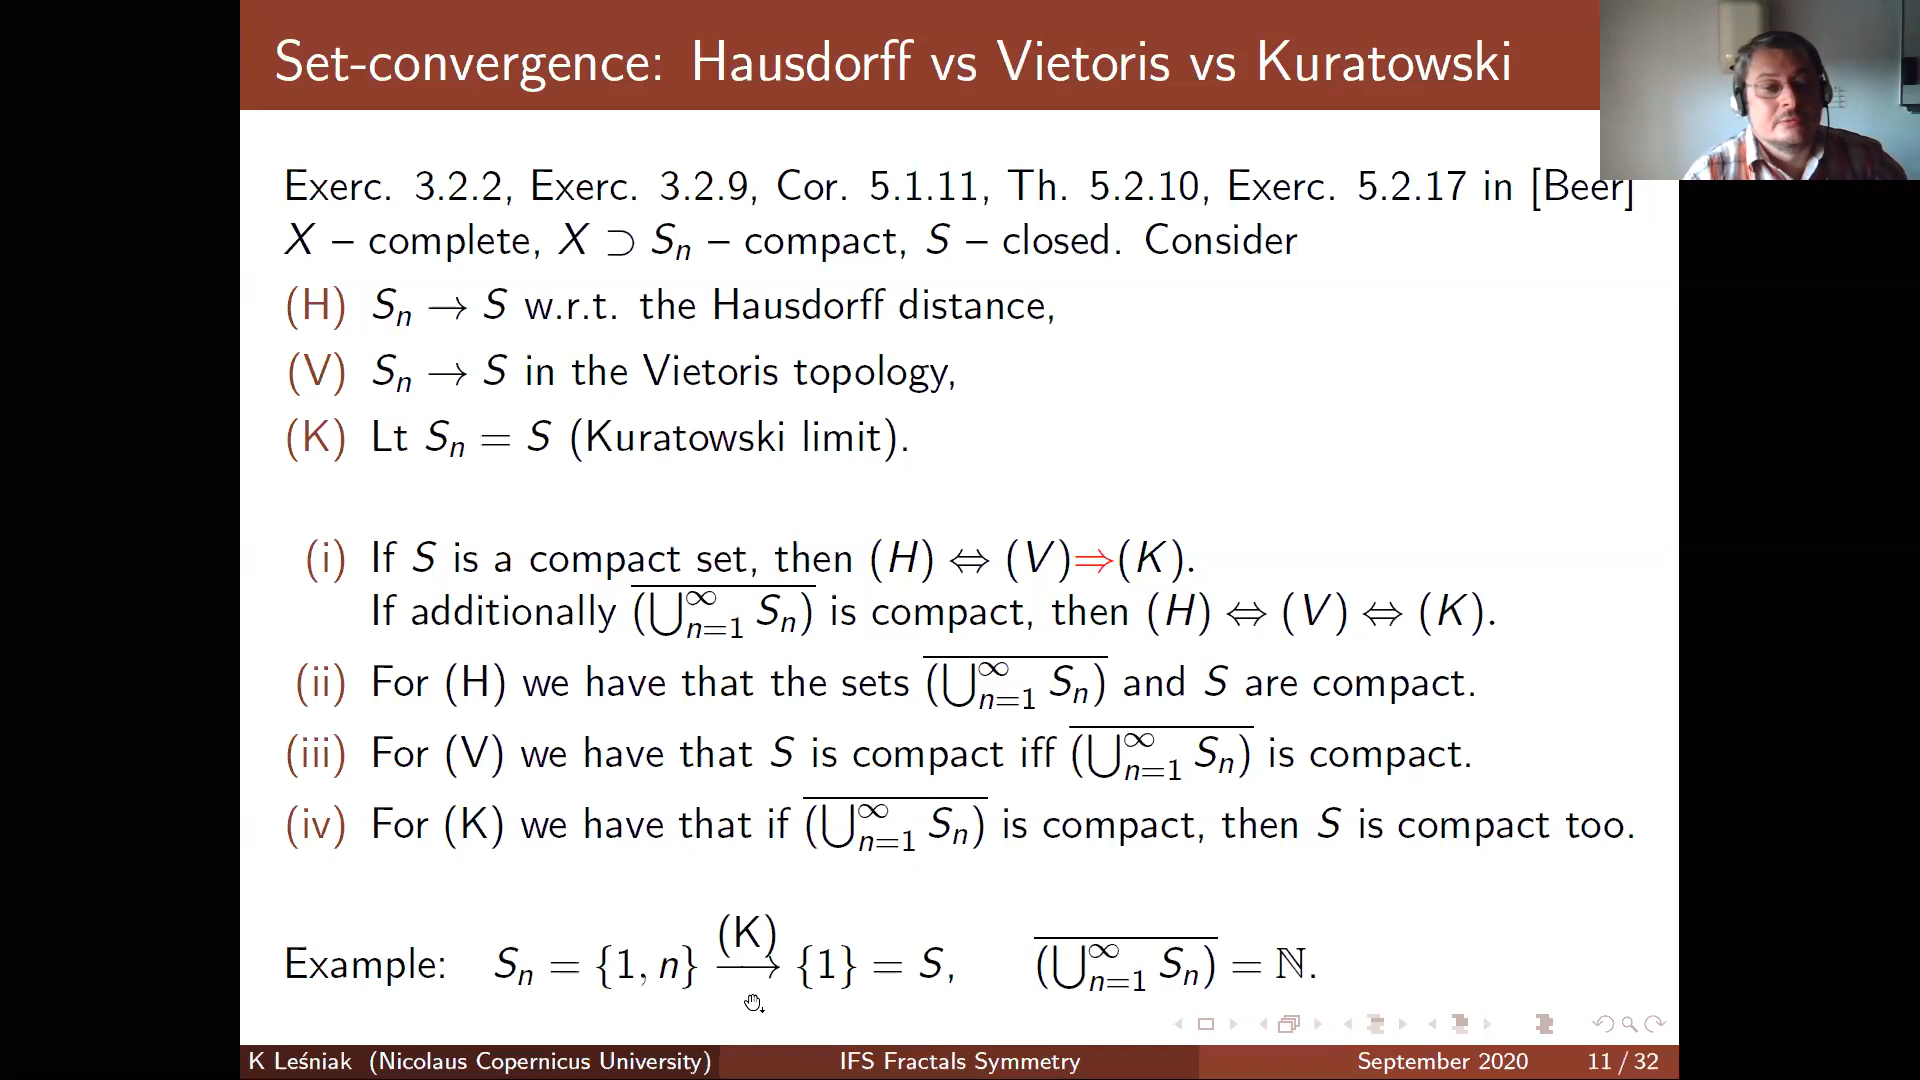 Set-convergence: Hausdorff vs Vietoris vs Kuratowski
Exerc. 3.2.2, Exerc. 3.2.9, Cor. 5.1.11, Th. 5.2.10, Exerc. 5.2.17 in [Beer]
X – complete, X ⊃ Sₙ – compact, S – closed. Consider
(H) Sₙ → S w.r.t. the Hausdorff distance,
(V) Sₙ → S in the Vietoris topology,
(K) Lt Sₙ = S (Kuratowski limit).
(i) If S is a compact set, then (H) ⇔ (V)⇒(K).
If additionally \overline{(⋃_{n=1}^{∞} Sₙ)} is compact, then (H) ⇔ (V) ⇔ (K).
(ii) For (H) we have that the sets \overline{(⋃_{n=1}^{∞} Sₙ)} and S are compact.
(iii) For (V) we have that S is compact iff \overline{(⋃_{n=1}^{∞} Sₙ)} is compact.
(iv) For (K) we have that if \overline{(⋃_{n=1}^{∞} Sₙ)} is compact, then S is compact too.
Example: Sₙ = {1, n} \xrightarrow{(K)} {1} = S, \overline{(⋃_{n=1}^{∞} Sₙ)} = ℕ.
K Leśniak (Nicolaus Copernicus University) IFS Fractals Symmetry September 2020 11 / 32